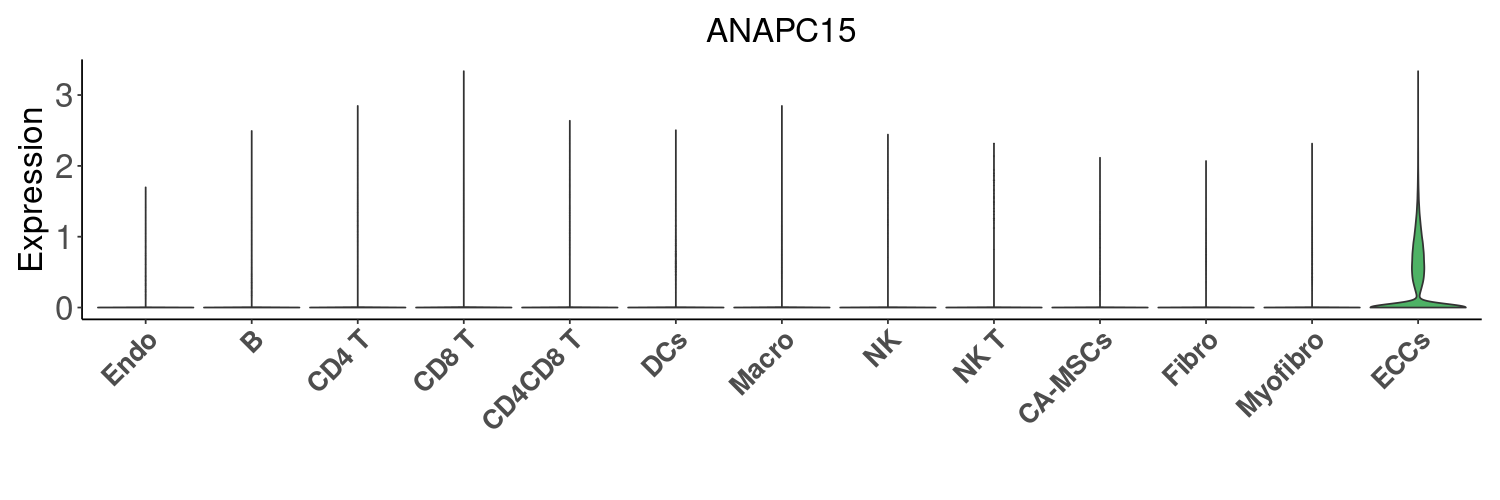 ANAPC15
Expression
3
2
1
0
Endo
B
CD4 T
CD8 T
CD4CD8 T
DCs
Macro
NK
NK T
CA-MSCs
Fibro
Myofibro
ECCs